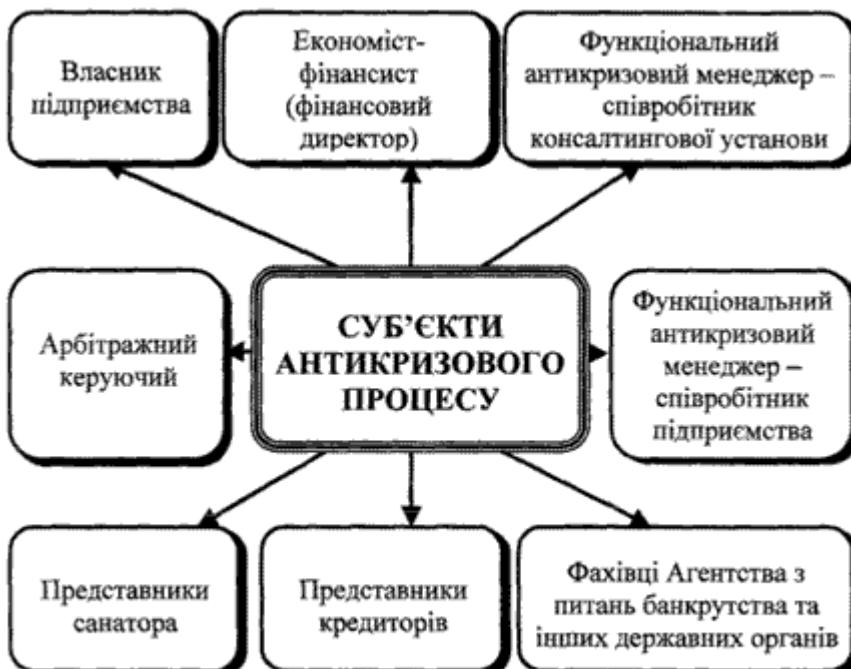 Власник
підприємства
Економіст-
фінансист
(фінансовий
директор)
Функціональний
антикризовий менеджер –
співробітник
консалтингової установи
Арбітражний
керуючий
СУБ’ЄКТИ
АНТИКРИЗОВОГО
ПРОЦЕСУ
Функціональний
антикризовий
менеджер –
співробітник
підприємства
Представники
санатора
Представники
кредиторів
Фахівці Агентства з
питань банкрутства та
інших державних органів